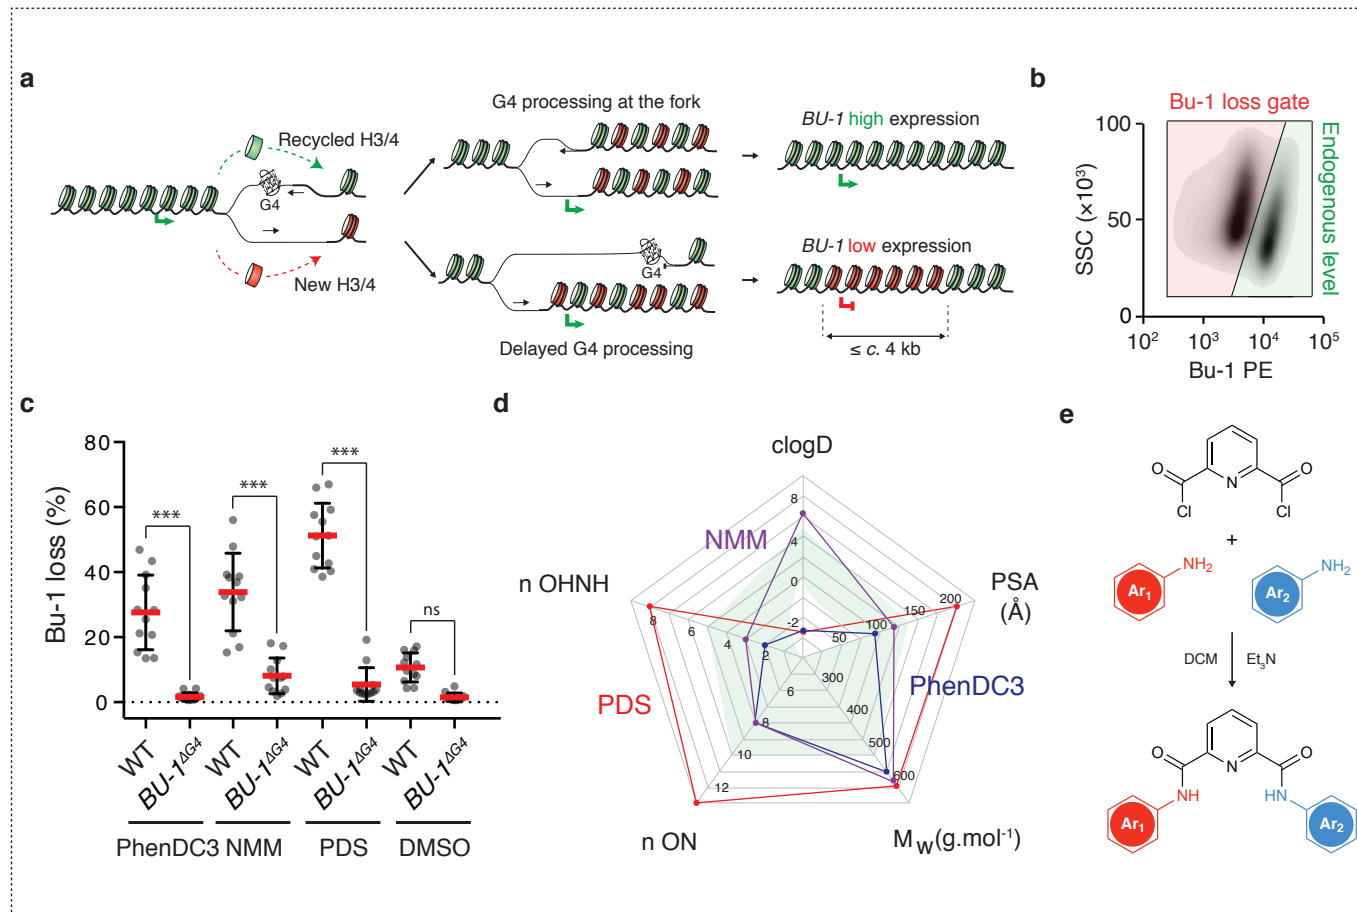 a
G4 processing at the fork
BU-1 high expression
Recycled H3/4
G4
New H3/4
BU-1 low expression
G4
Delayed G4 processing
≤ c. 4 kb
b
Bu-1 loss gate
Endogenous level
SSC (×10³)
100
50
0
10² 10³ 10⁴ 10⁵
Bu-1 PE
c
Bu-1 loss (%)
80
60
40
20
0
*** *** *** ns
WT BU-1ΔG4 WT BU-1ΔG4 WT BU-1ΔG4 WT BU-1ΔG4
PhenDC3 NMM PDS DMSO
d
clogD
8
4
0
-2
NMM
n OHNH
8 6 4 2
PSA
(Å)
50 100 150 200
PDS
PhenDC3
6
8
10
12
300
400
500
600
n ON
MW(g.mol⁻¹)
e
O N O
Cl Cl
+
Ar₁ NH₂ Ar₂ NH₂
DCM Et₃N
O N O
NH HN
Ar₁ Ar₂